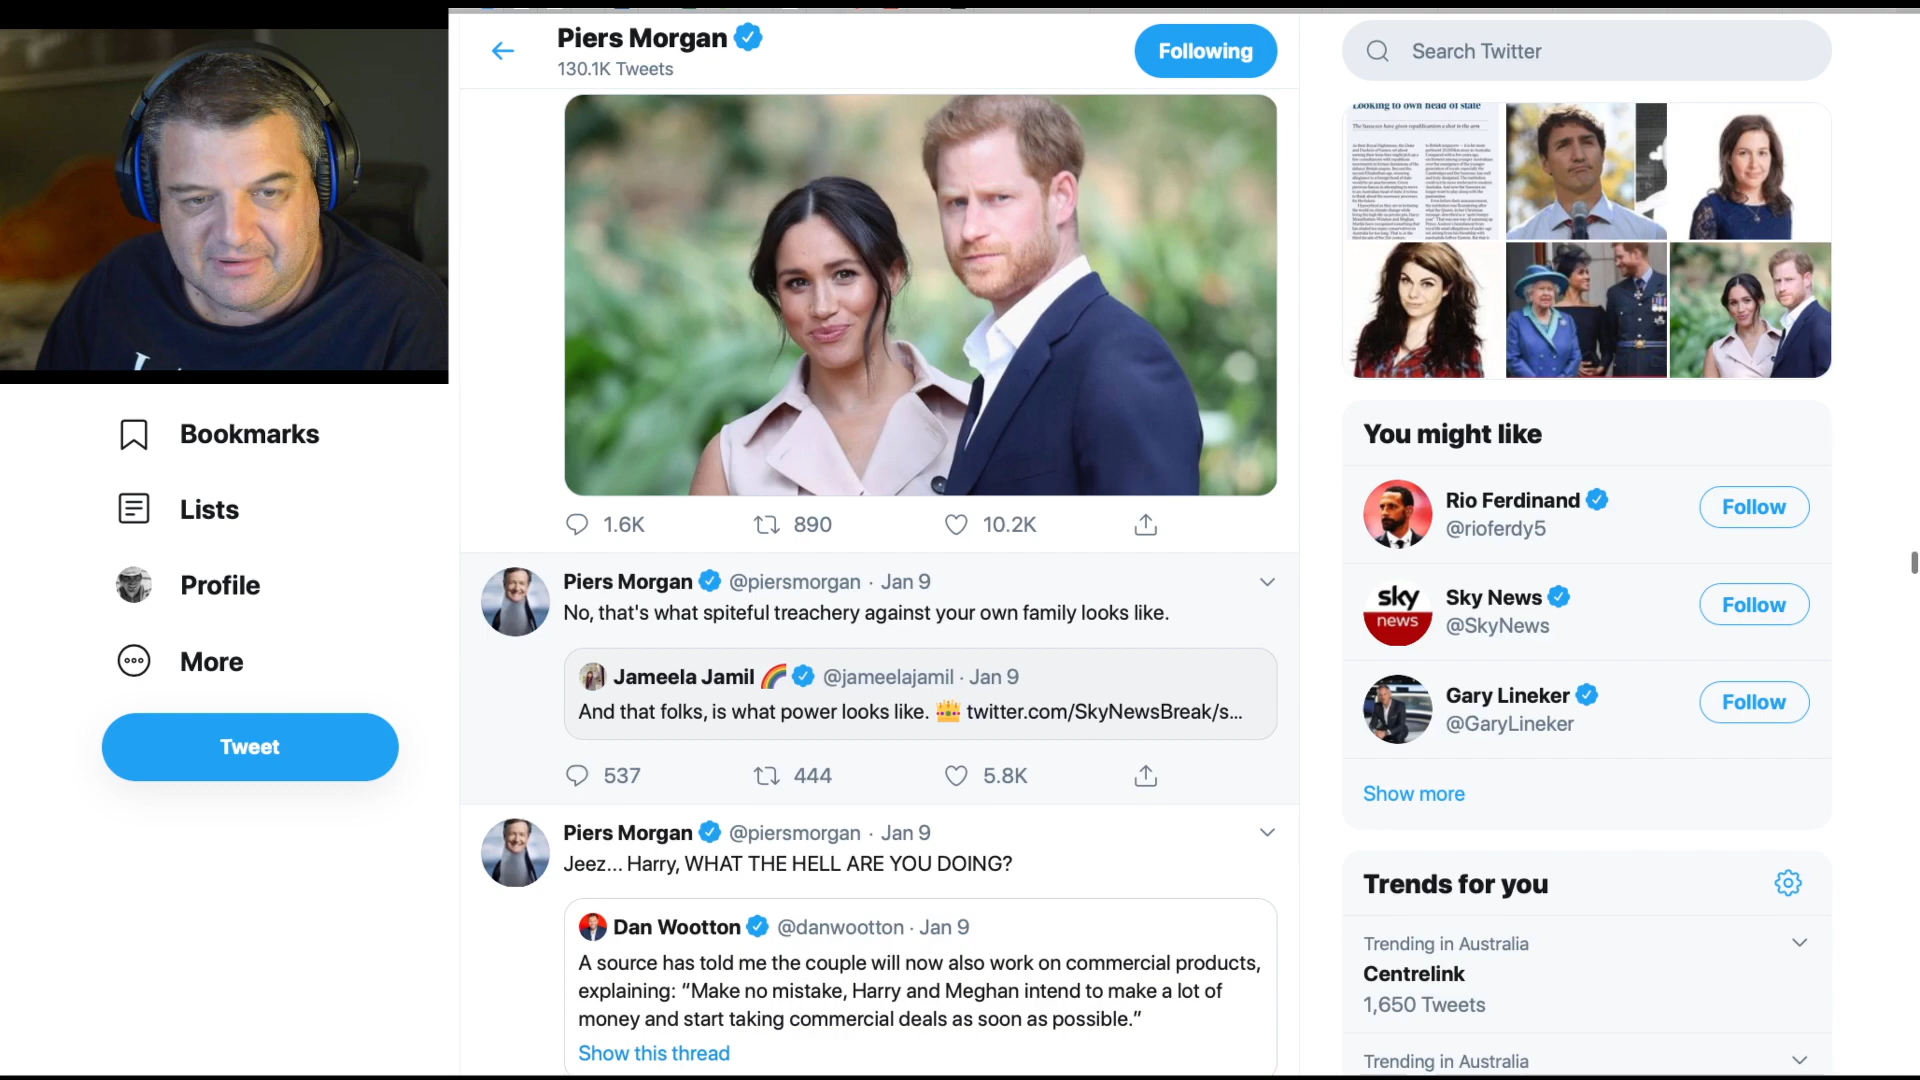 Piers Morgan
130.1K Tweets
Following
Search Twitter
Looking to own head of state
1.6K
890
10.2K
Piers Morgan @piersmorgan · Jan 9
No, that's what spiteful treachery against your own family looks like.
Jameela Jamil 🌈 @jameelajamil · Jan 9
And that folks, is what power looks like. 👑 twitter.com/SkyNewsBreak/s...
537
444
5.8K
Piers Morgan @piersmorgan · Jan 9
Jeez... Harry, WHAT THE HELL ARE YOU DOING?
Dan Wootton @danwootton · Jan 9
A source has told me the couple will now also work on commercial products,
explaining: “Make no mistake, Harry and Meghan intend to make a lot of
money and start taking commercial deals as soon as possible.”
Show this thread
Bookmarks
Lists
Profile
More
Tweet
You might like
Rio Ferdinand
@rioferdy5
Follow
sky
news
Sky News
@SkyNews
Follow
Gary Lineker
@GaryLineker
Follow
Show more
Trends for you
Trending in Australia
Centrelink
1,650 Tweets
Trending in Australia